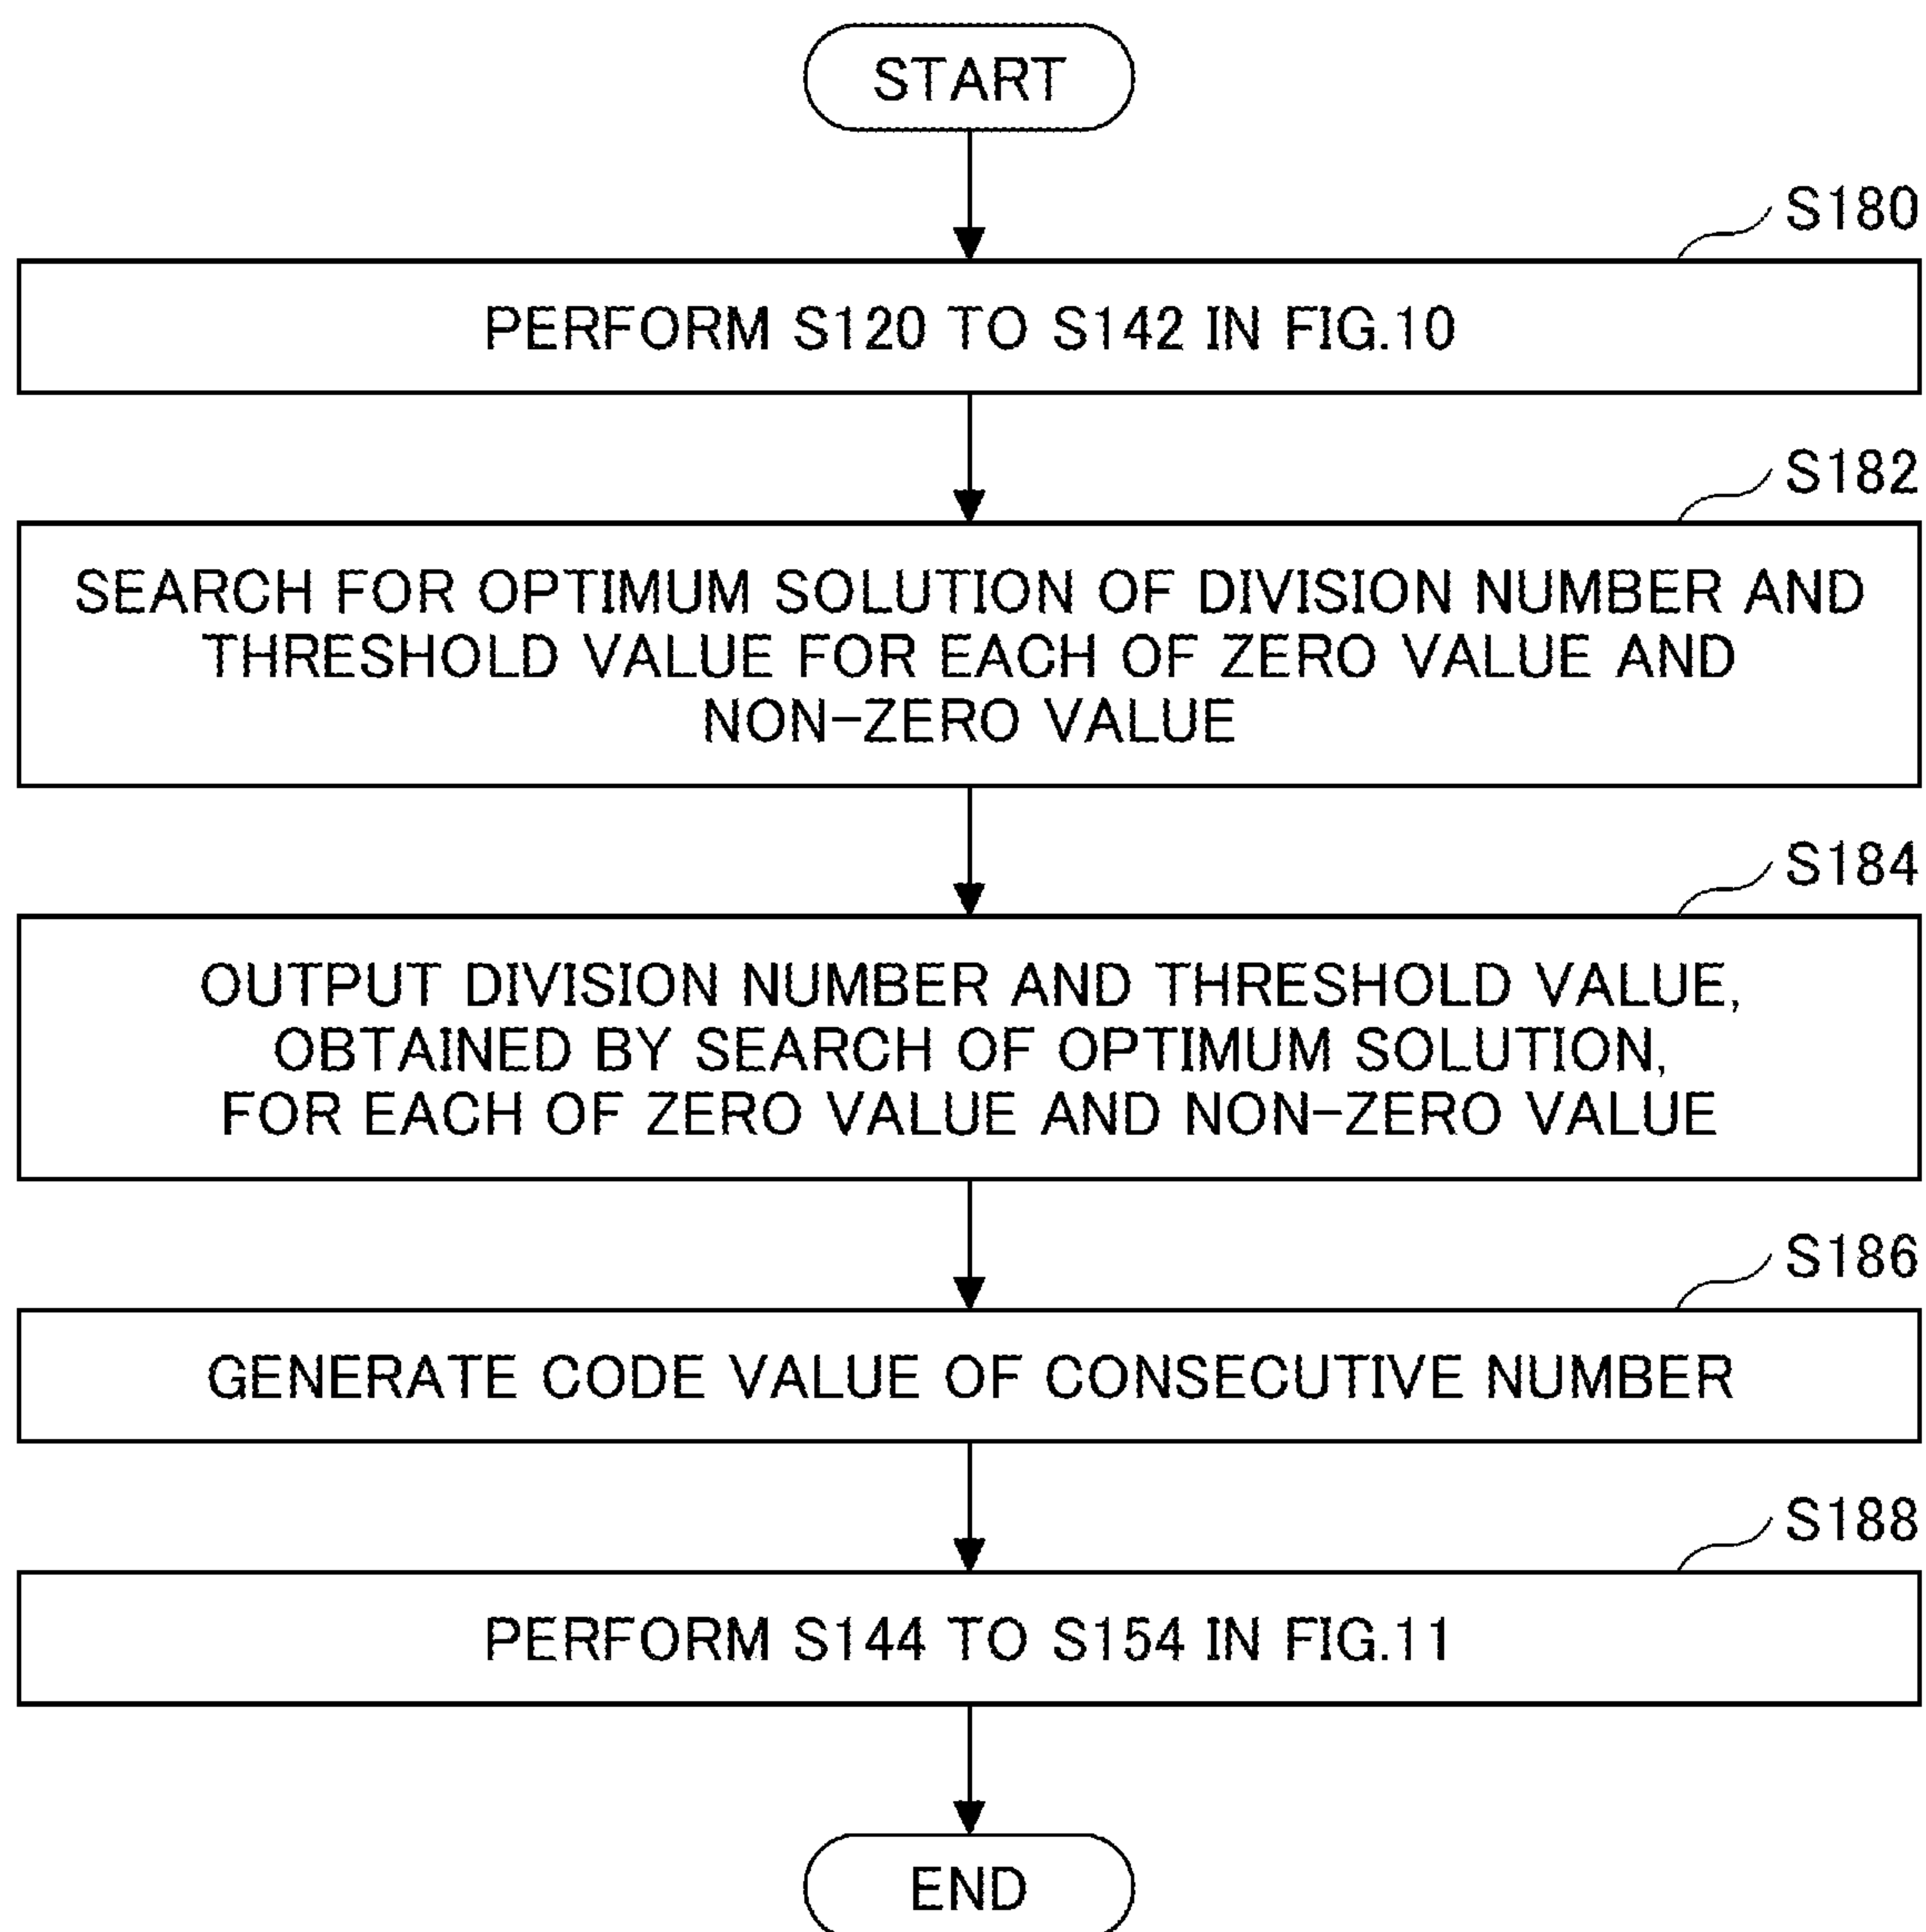 START
S180
PERFORM S120 TO S142 IN FIG.10
S182
SEARCH FOR OPTIMUM SOLUTION OF DIVISION NUMBER AND
THRESHOLD VALUE FOR EACH OF ZERO VALUE AND
NON-ZERO VALUE
S184
OUTPUT DIVISION NUMBER AND THRESHOLD VALUE,
OBTAINED BY SEARCH OF OPTIMUM SOLUTION,
FOR EACH OF ZERO VALUE AND NON-ZERO VALUE
S186
GENERATE CODE VALUE OF CONSECUTIVE NUMBER
S188
PERFORM S144 TO S154 IN FIG.11
END